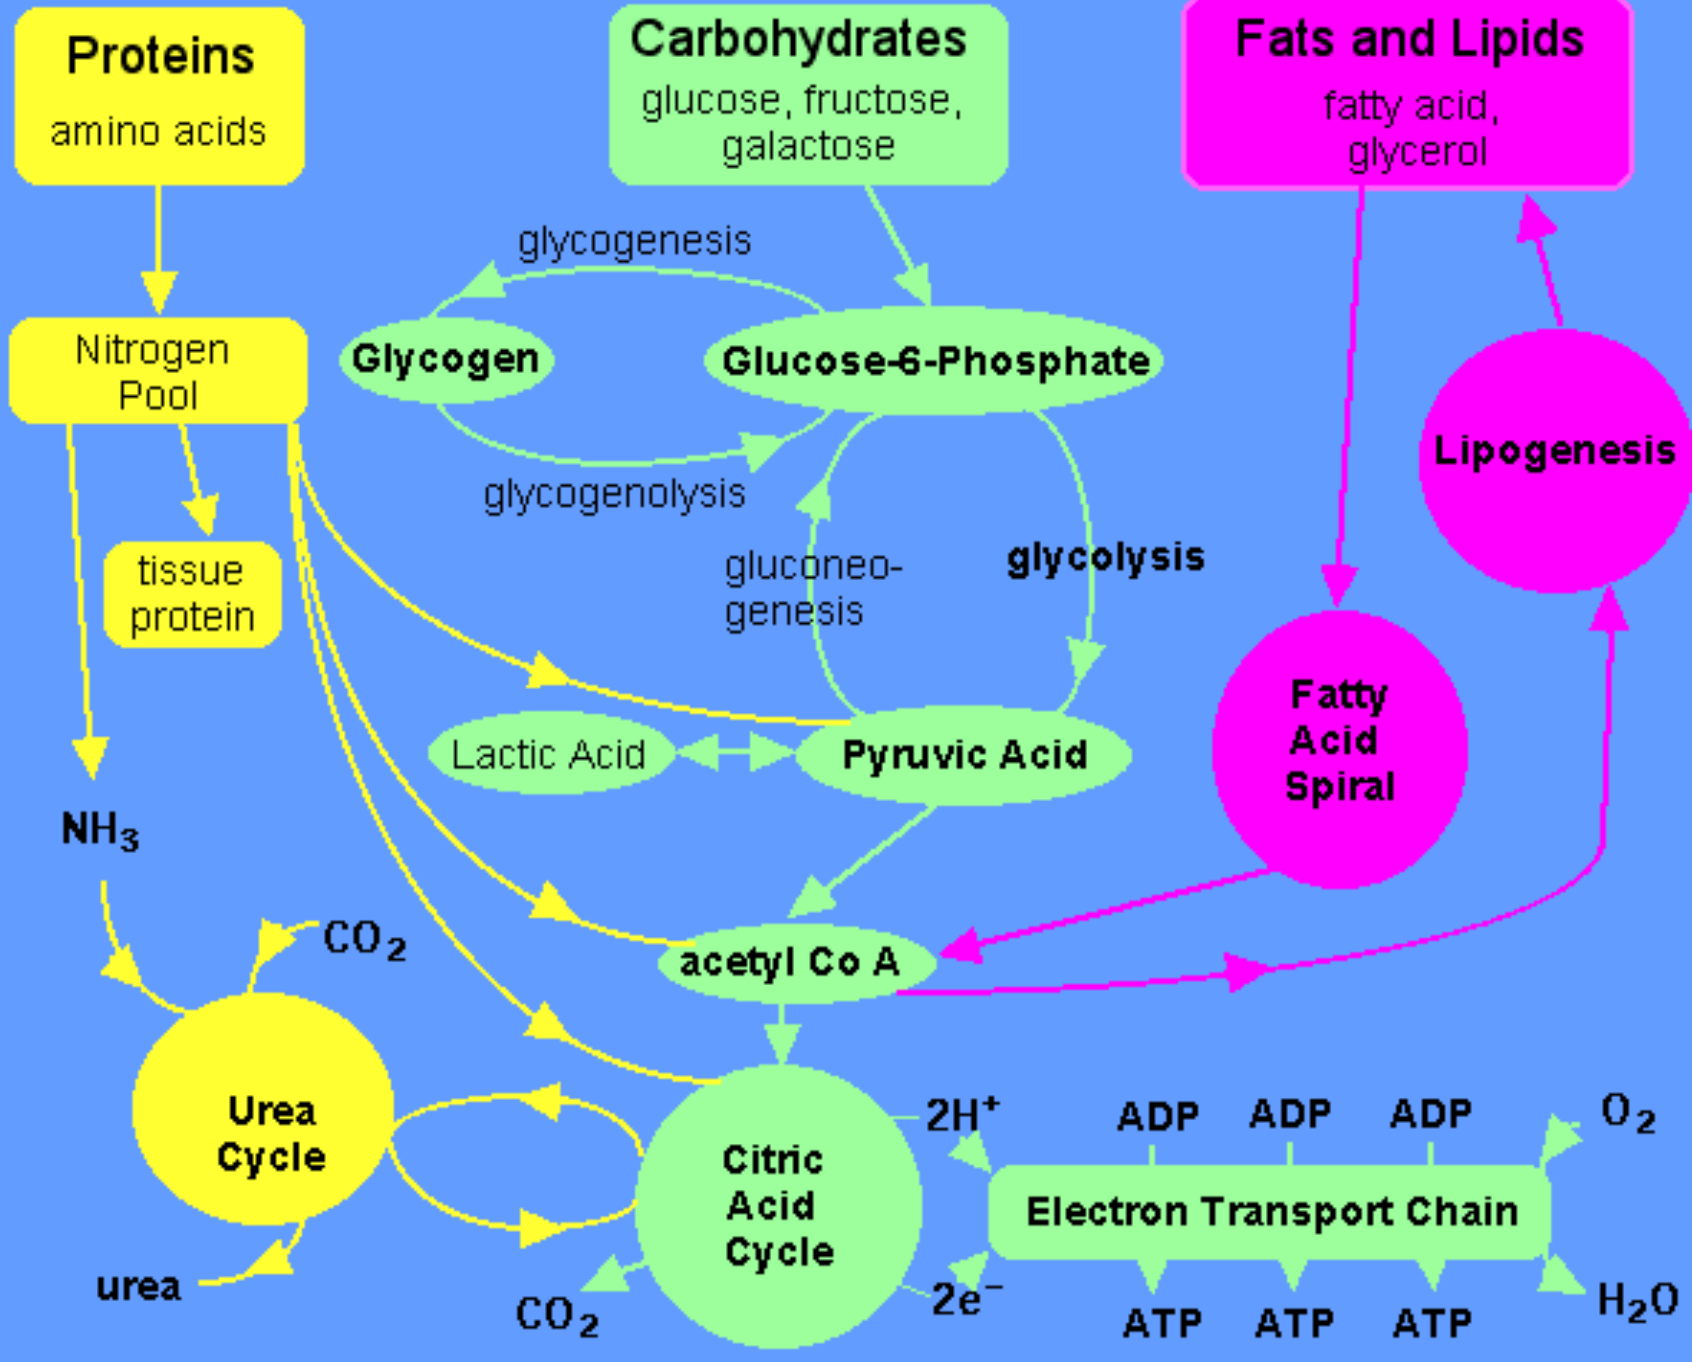 Proteins
amino acids
Carbohydrates
glucose, fructose,
galactose
Fats and Lipids
fatty acid,
glycerol
glycogenesis
Nitrogen
Pool
Glycogen
Glucose-6-Phosphate
Lipogenesis
glycogenolysis
tissue
protein
gluconeo-
genesis
glycolysis
Fatty
Acid
Spiral
Lactic Acid
Pyruvic Acid
NH₃
CO₂
acetyl Co A
Urea
Cycle
urea
Citric
Acid
Cycle
CO₂
2H⁺
2e⁻
ADP
ADP
ADP
O₂
Electron Transport Chain
ATP
ATP
ATP
H₂O